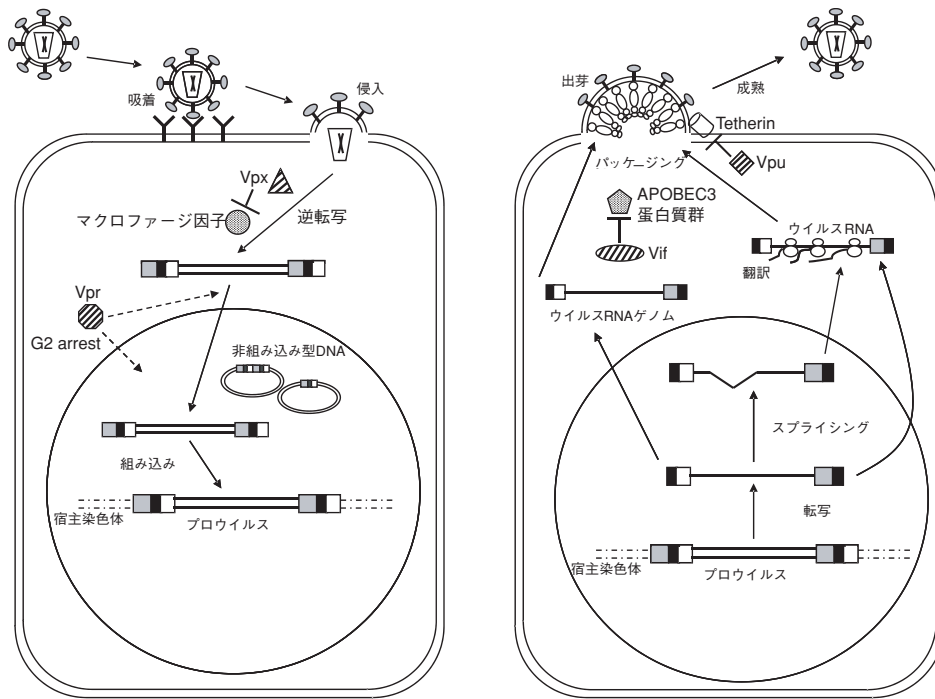 吸着
侵入
Vpx
マクロファージ因子
逆転写
Vpr
G2 arrest
非組み込み型DNA
組み込み
宿主染色体
プロウイルス
出芽
成熟
Tetherin
Vpu
パッケージング
APOBEC3
蛋白質群
Vif
ウイルスRNA
翻訳
ウイルスRNAゲノム
スプライシング
転写
宿主染色体
プロウイルス